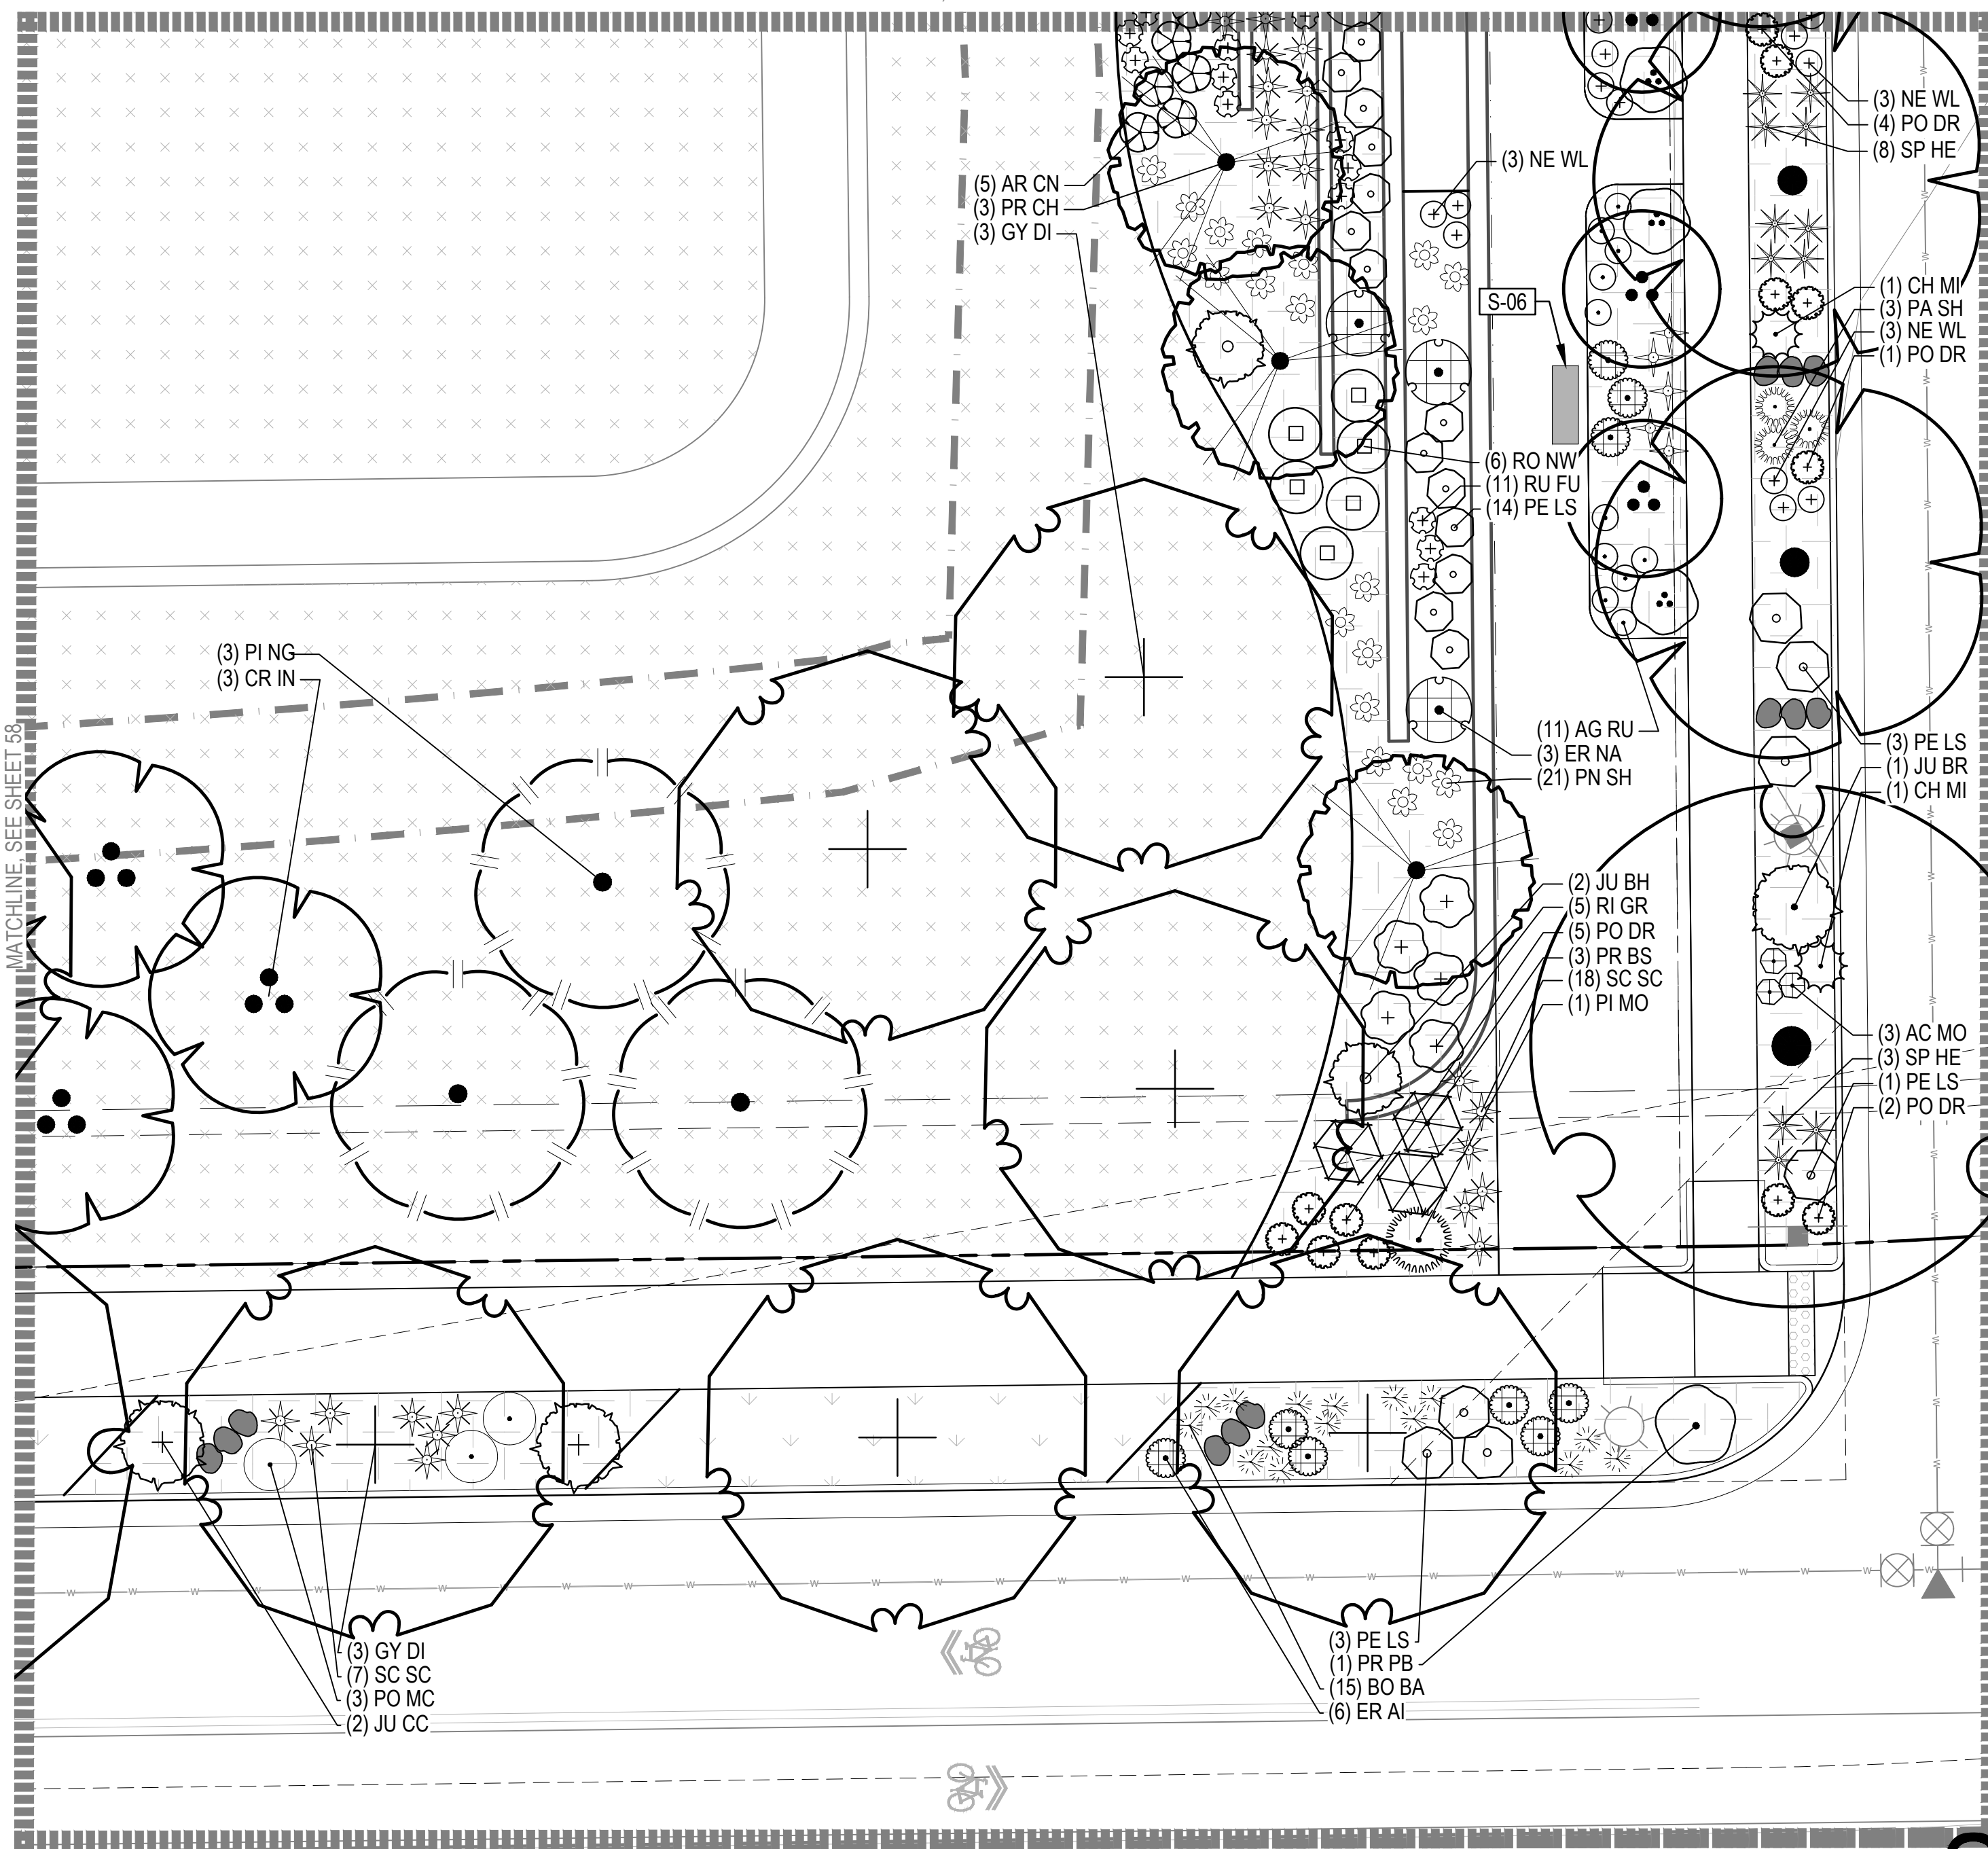 (3) NE WL
(4) PO DR
(8) SP HE
(3) NE WL
(5) AR CN
(3) PR CH
(3) GY DI
S-06
(1) CH MI
(3) PA SH
(3) NE WL
(1) PO DR
(6) RO NW
(11) RU FU
(14) PE LS
(3) PI NG
(3) CR IN
(11) AG RU
(3) ER NA
(21) PN SH
(3) PE LS
(1) JU BR
(1) CH MI
MATCHLINE, SEE SHEET 58
(2) JU BH
(5) RI GR
(5) PO DR
(3) PR BS
(18) SC SC
(1) PI MO
(3) AC MO
(3) SP HE
(1) PE LS
(2) PO DR
(3) GY DI
(7) SC SC
(3) PO MC
(2) JU CC
(3) PE LS
(1) PR PB
(15) BO BA
(6) ER AI